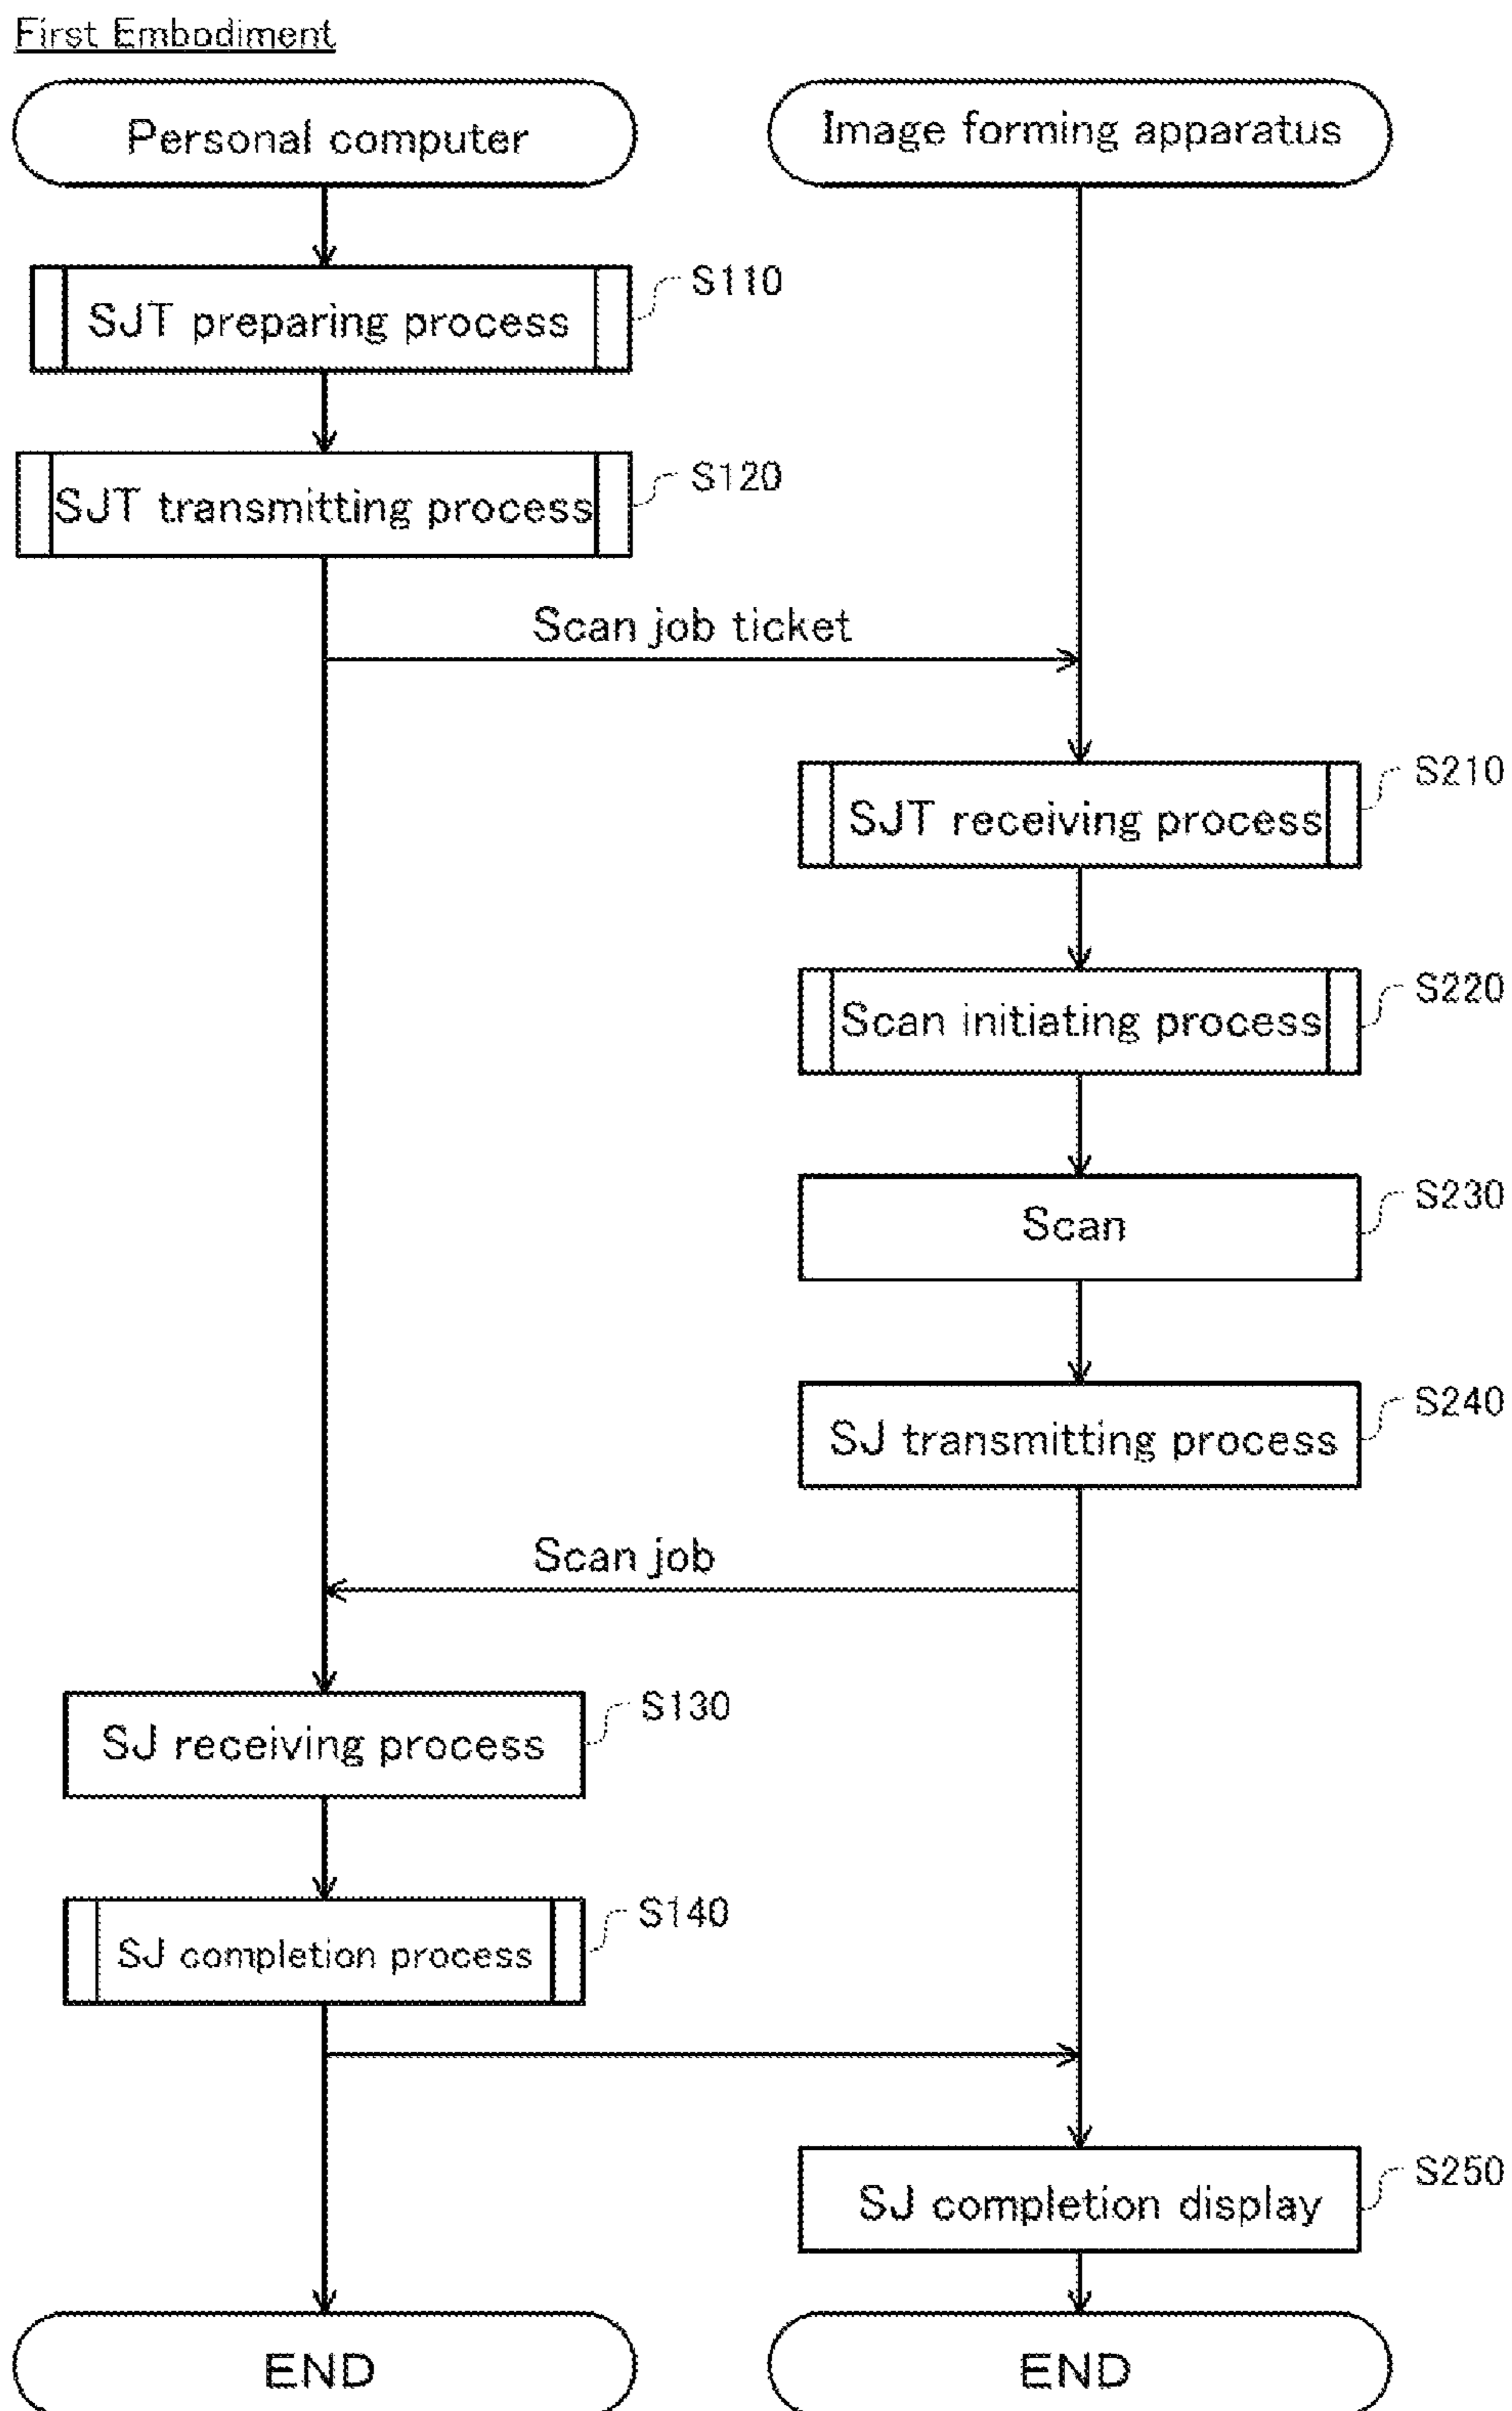 First Embodiment
Personal computer
Image forming apparatus
SJT preparing process
S110
SJT transmitting process
S120
Scan job ticket
SJT receiving process
S210
Scan initiating process
S220
Scan
S230
SJ transmitting process
S240
Scan job
SJ receiving process
S130
SJ completion process
S140
SJ completion display
S250
END
END